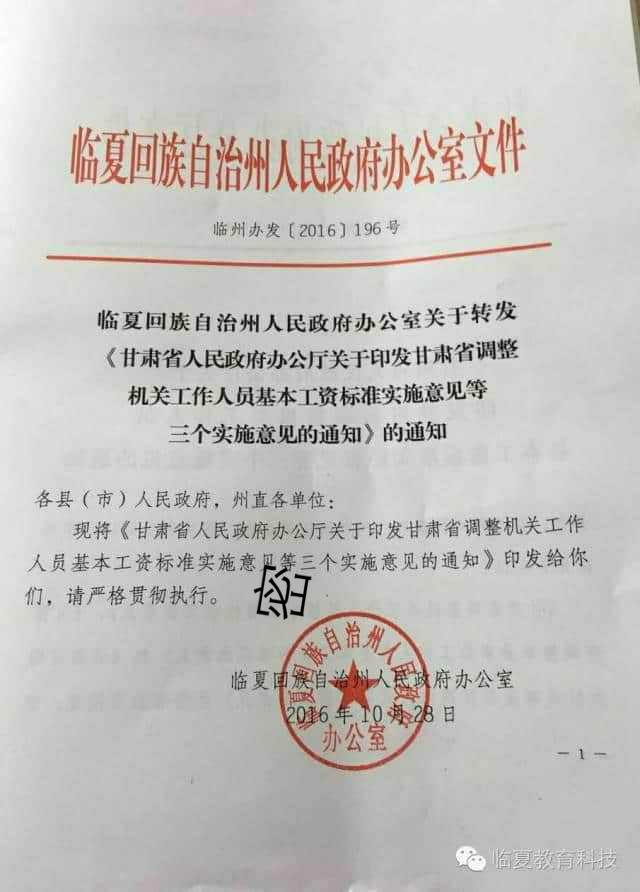 临夏回族自治州人民政府办公室文件
临州办发〔2016〕196号
临夏回族自治州人民政府办公室关于转发
《甘肃省人民政府办公厅关于印发甘肃省调整
机关工作人员基本工资标准实施意见等
三个实施意见的通知》的通知
各县（市）人民政府，州直各单位：
现将《甘肃省人民政府办公厅关于印发甘肃省调整机关工作
人员基本工资标准实施意见等三个实施意见的通知》印发给你
们，请严格贯彻执行。
临夏回族自治州人民政府
办公室
临夏回族自治州人民政府办公室
2016年10月28日
－1－
临夏教育科技